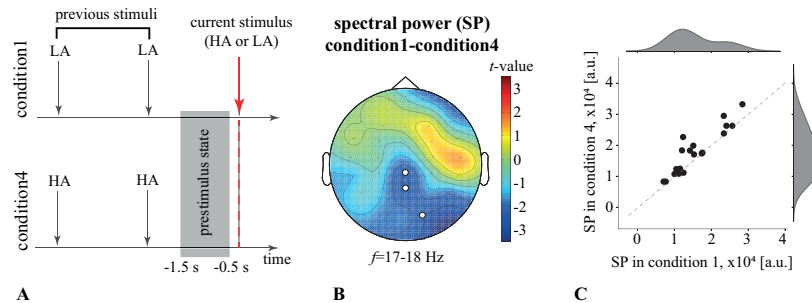 previous stimuli
current stimulus
(HA or LA)
condition1
LA
LA
condition4
HA
HA
prestimulus state
-1.5 s
-0.5 s
time
A
spectral power (SP)
condition1-condition4
t-value
3
2
1
0
-1
-2
-3
f=17-18 Hz
B
C
SP in condition 4, x10⁴ [a.u.]
4
3
2
1
0
0
1
2
3
4
SP in condition 1, x10⁴ [a.u.]